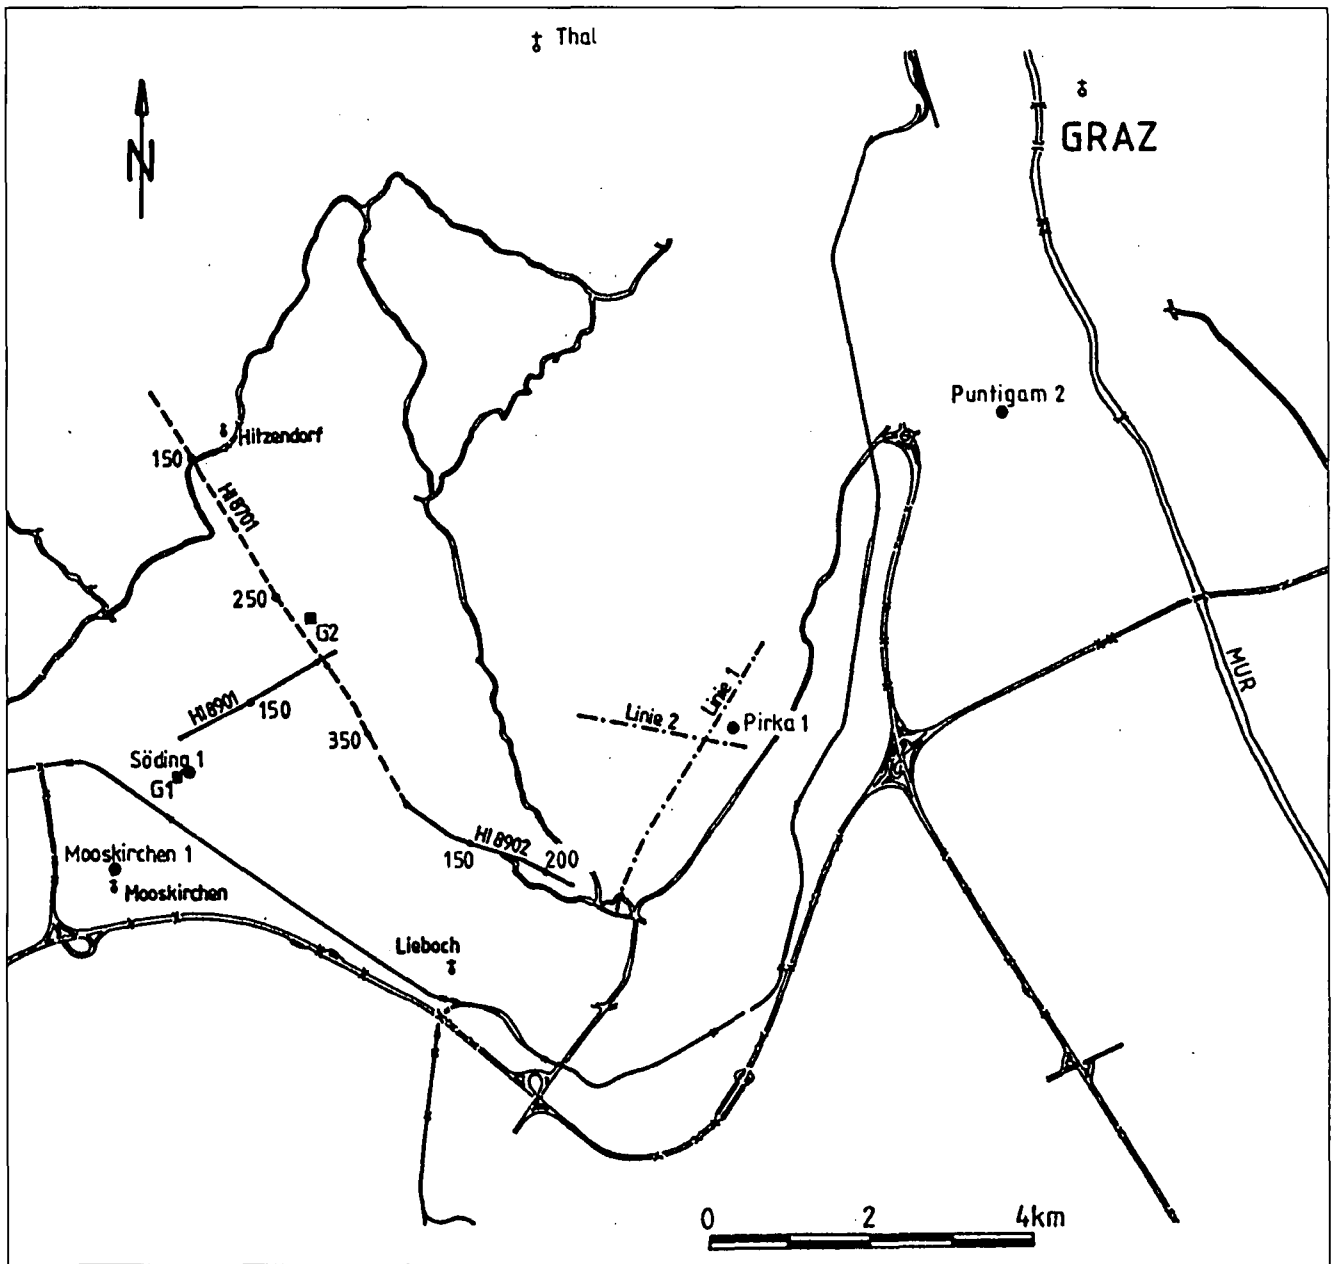 Thal
GRAZ
N
Puntigam 2
Hitzendorf
150
HI 8701
250
G2
MUR
HI 8901
150
Linie 1
Linie 2
Pirka 1
350
Söding 1
G1
HI 8902
150
200
Mooskirchen 1
Mooskirchen
Lieboch
0 2 4km